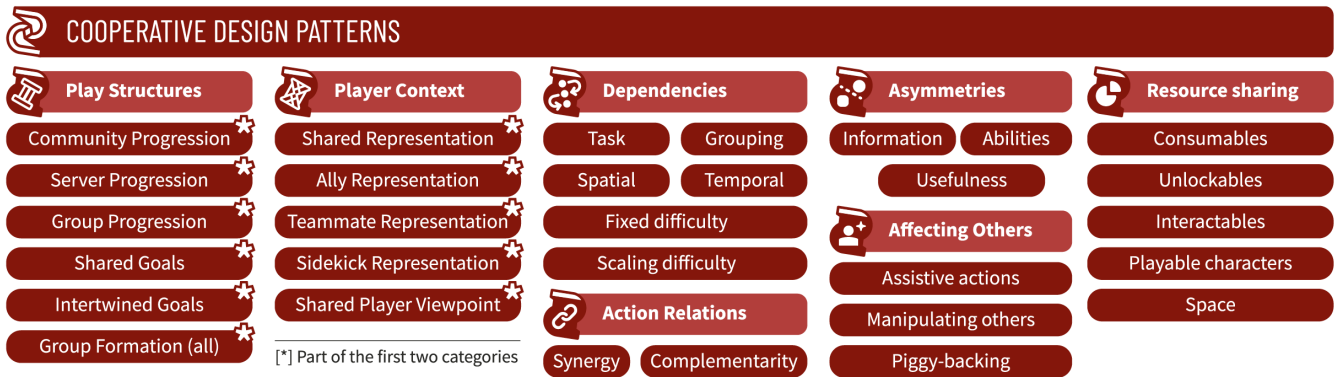 COOPERATIVE DESIGN PATTERNS
Play Structures
Community Progression*
Server Progression*
Group Progression*
Shared Goals*
Intertwined Goals*
Group Formation (all)*
Player Context
Shared Representation*
Ally Representation*
Teammate Representation*
Sidekick Representation*
Shared Player Viewpoint*
[*] Part of the first two categories
Dependencies
Task Grouping
Spatial Temporal
Fixed difficulty
Scaling difficulty
Action Relations
Synergy Complementarity
Asymmetries
Information Abilities
Usefulness
Affecting Others
Assistive actions
Manipulating others
Piggy-backing
Resource sharing
Consumables
Unlockables
Interactables
Playable characters
Space